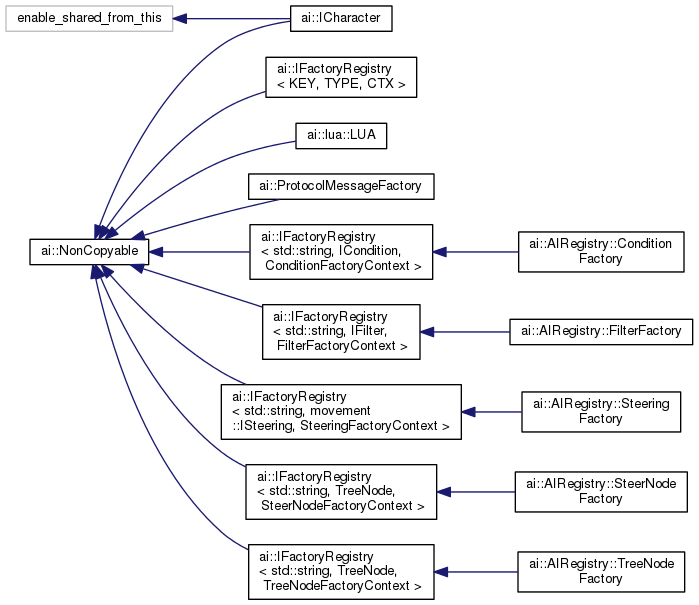 enable_shared_from_this
ai::ICharacter
ai::IFactoryRegistry
< KEY, TYPE, CTX >
ai::lua::LUA
ai::ProtocolMessageFactory
ai::NonCopyable
ai::IFactoryRegistry
< std::string, ICondition,
ConditionFactoryContext >
ai::AIRegistry::Condition
Factory
ai::IFactoryRegistry
< std::string, IFilter,
FilterFactoryContext >
ai::AIRegistry::FilterFactory
ai::IFactoryRegistry
< std::string, movement
::ISteering, SteeringFactoryContext >
ai::AIRegistry::Steering
Factory
ai::IFactoryRegistry
< std::string, TreeNode,
SteerNodeFactoryContext >
ai::AIRegistry::SteerNode
Factory
ai::IFactoryRegistry
< std::string, TreeNode,
TreeNodeFactoryContext >
ai::AIRegistry::TreeNode
Factory